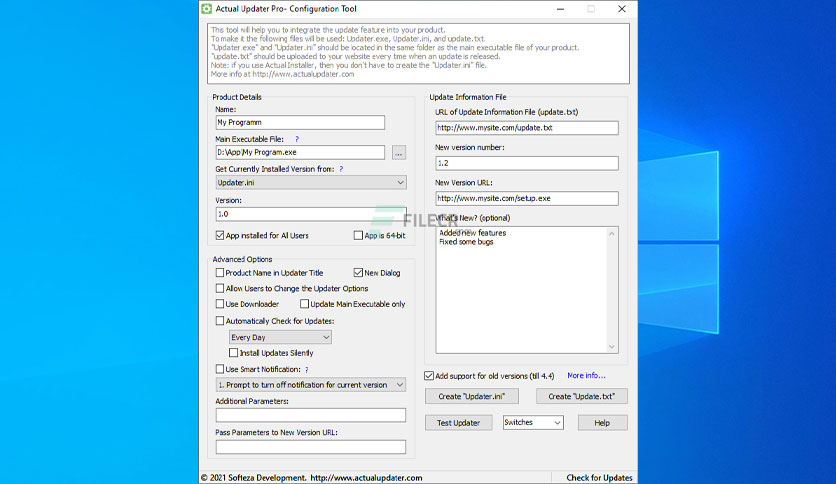 Actual Updater Pro- Configuration Tool
This tool will help you to integrate the update feature into your product.
To make it the following files will be used: Updater.exe, Updater.ini, and update.txt.
"Updater.exe" and "Updater.ini" should be located in the same folder as the main executable file of your product.
"update.txt" should be uploaded to your website every time when an update is released.
Note: if you use Actual Installer, then you don't have to create the "Updater.ini" file.
More info at http://www.actualupdater.com
Product Details
Name:
My Programm
Main Executable File: ?
D:\App\My Program.exe
...
Get Currently Installed Version from: ?
Updater.ini
Version:
1.0
App installed for All Users
App is 64-bit
Advanced Options
Product Name in Updater Title
New Dialog
Allow Users to Change the Updater Options
Use Downloader
Update Main Executable only
Automatically Check for Updates:
Every Day
Install Updates Silently
Use Smart Notification: ?
1. Prompt to turn off notification for current version
Additional Parameters:
Pass Parameters to New Version URL:
Update Information File
URL of Update Information File (update.txt)
http://www.mysite.com/update.txt
New version number:
1.2
New Version URL:
http://www.mysite.com/setup.exe
What's New? (optional)
Added new features
Fixed some bugs
FILECR
Add support for old versions (till 4.4)
More info...
Create "Updater.ini"
Create "Update.txt"
Test Updater
Switches
Help
© 2021 Softeza Development. http://www.actualupdater.com
Check for Updates